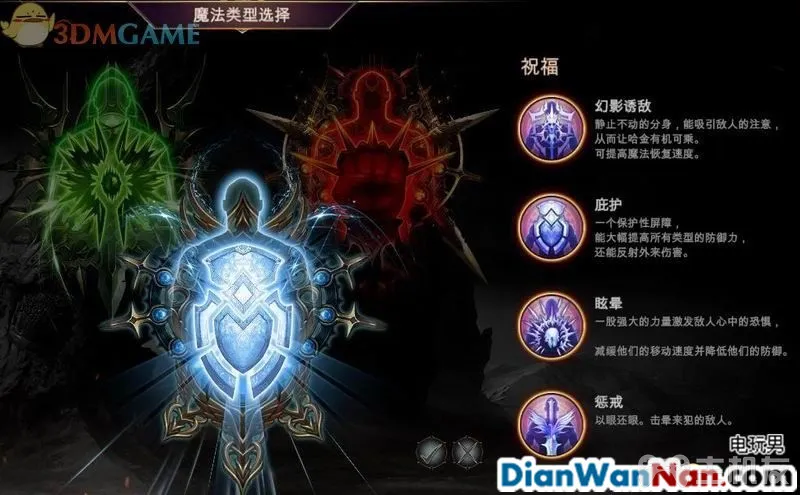 魔法类型选择
3DMGAME
祝福
幻影诱敌
静止不动的分身，能吸引敌人的注意，
从而让哈金有机可乘。
可提高魔法恢复速度。
庇护
一个保护性屏障，
能大幅提高所有类型的防御力，
还能反射外来伤害。
眩晕
一股强大的力量激发敌人心中的恐惧，
减缓他们的移动速度并降低他们的防御。
惩戒
以眼还眼。击晕来犯的敌人。
电玩男
DianWanNan.com